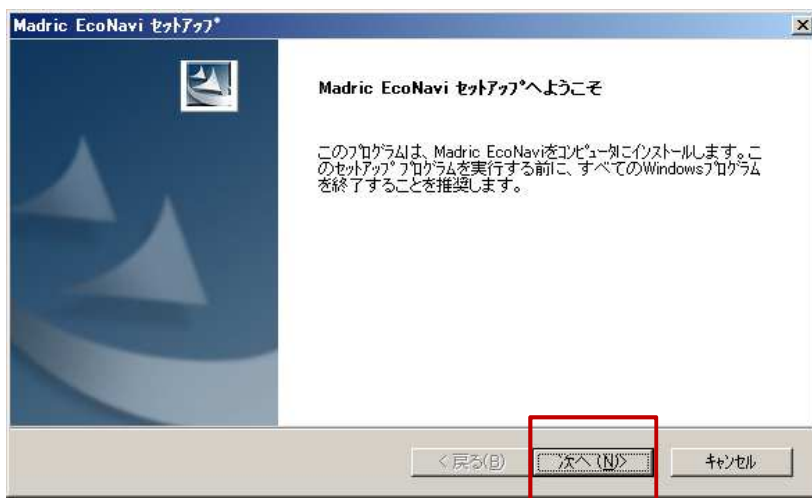 Madric EcoNavi ｾｯﾄｱｯﾌﾟ
Madric EcoNavi ｾｯﾄｱｯﾌﾟへようこそ
このﾌﾟﾛｸﾞﾗﾑは、Madric EcoNaviをｺﾝﾋﾟｭｰﾀにｲﾝｽﾄｰﾙします。こ
のｾｯﾄｱｯﾌﾟ ﾌﾟﾛｸﾞﾗﾑを実行する前に、すべてのWindowsﾌﾟﾛｸﾞﾗﾑ
を終了することを推奨します。
< 戻る(B)
次へ(N)>
ｷｬﾝｾﾙ